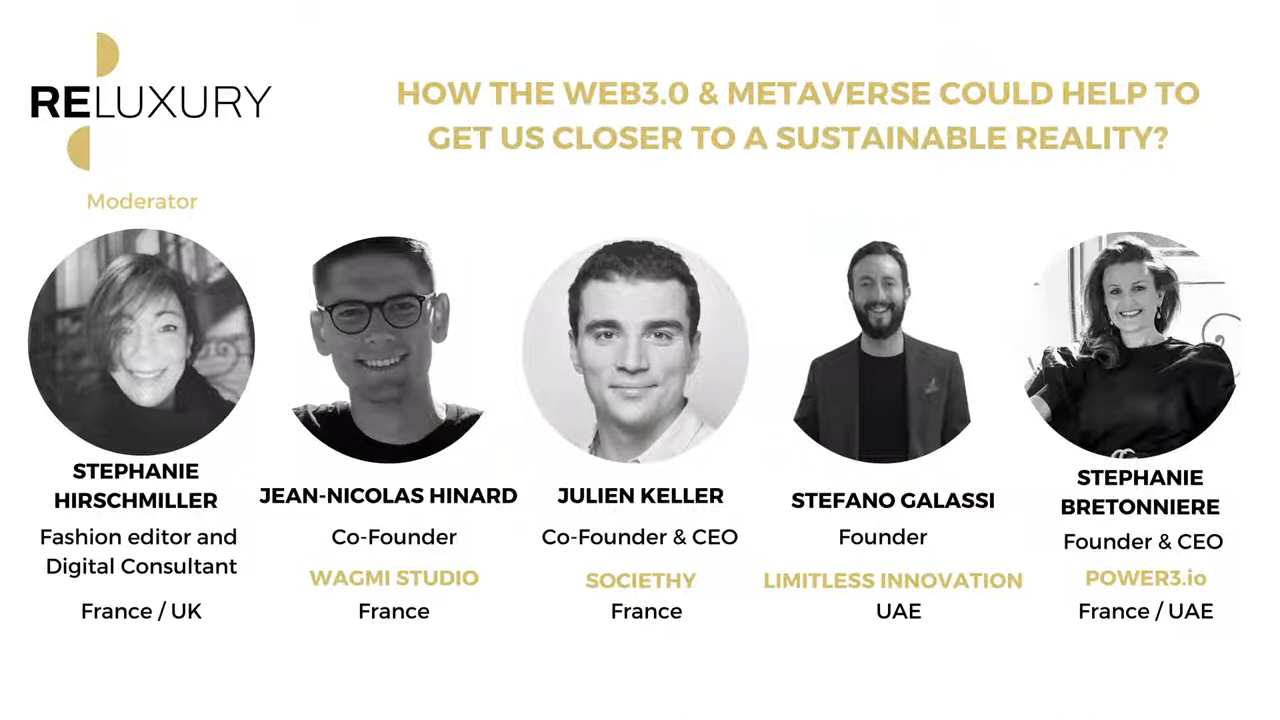 RELUXURY
HOW THE WEB3.0 & METAVERSE COULD HELP TO
GET US CLOSER TO A SUSTAINABLE REALITY?
Moderator
STEPHANIE
HIRSCHMILLER
Fashion editor and
Digital Consultant
France / UK
JEAN-NICOLAS HINARD
Co-Founder
WAGMI STUDIO
France
JULIEN KELLER
Co-Founder & CEO
SOCIETHY
France
STEFANO GALASSI
Founder
LIMITLESS INNOVATION
UAE
STEPHANIE
BRETONNIERE
Founder & CEO
POWER3.io
France / UAE